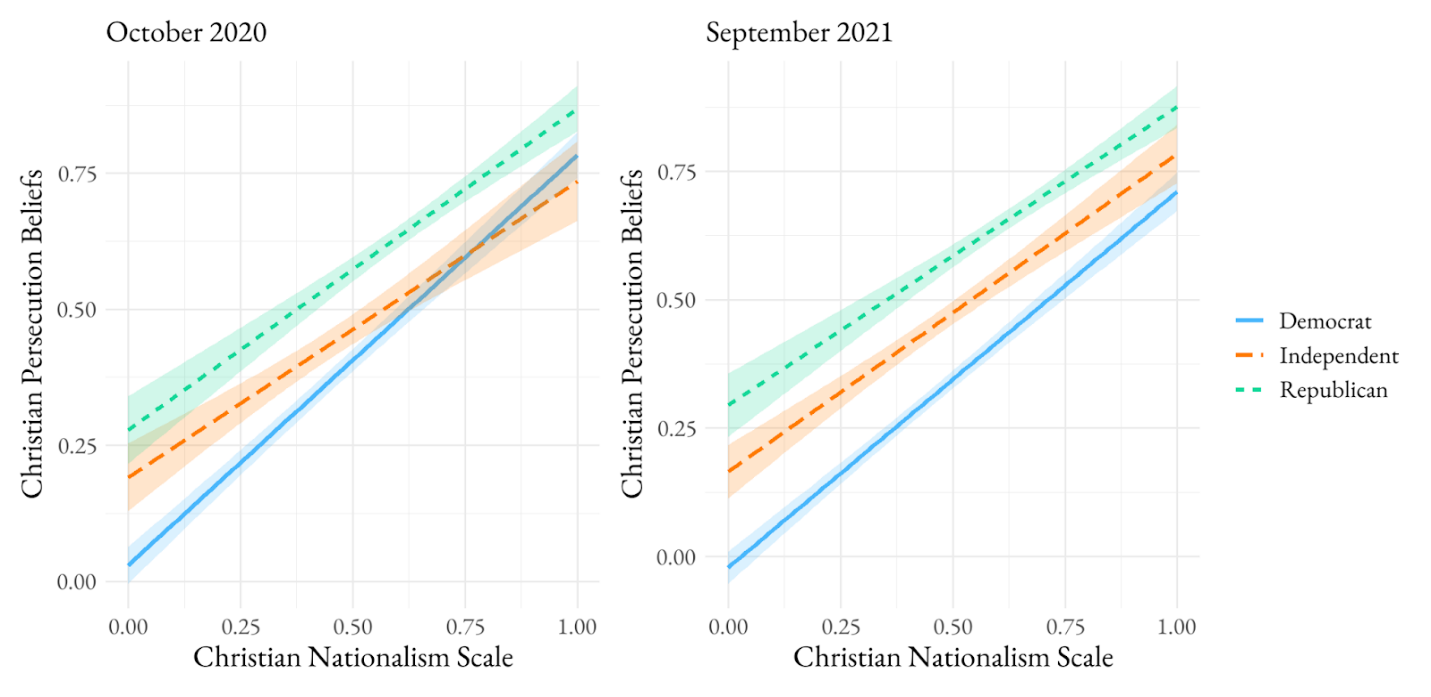 October 2020
Christian Persecution Beliefs
0.75
0.50
0.25
0.00
0.00 0.25 0.50 0.75 1.00
Christian Nationalism Scale
September 2021
Christian Persecution Beliefs
0.75
0.50
0.25
0.00
0.00 0.25 0.50 0.75 1.00
Christian Nationalism Scale
Democrat
Independent
Republican